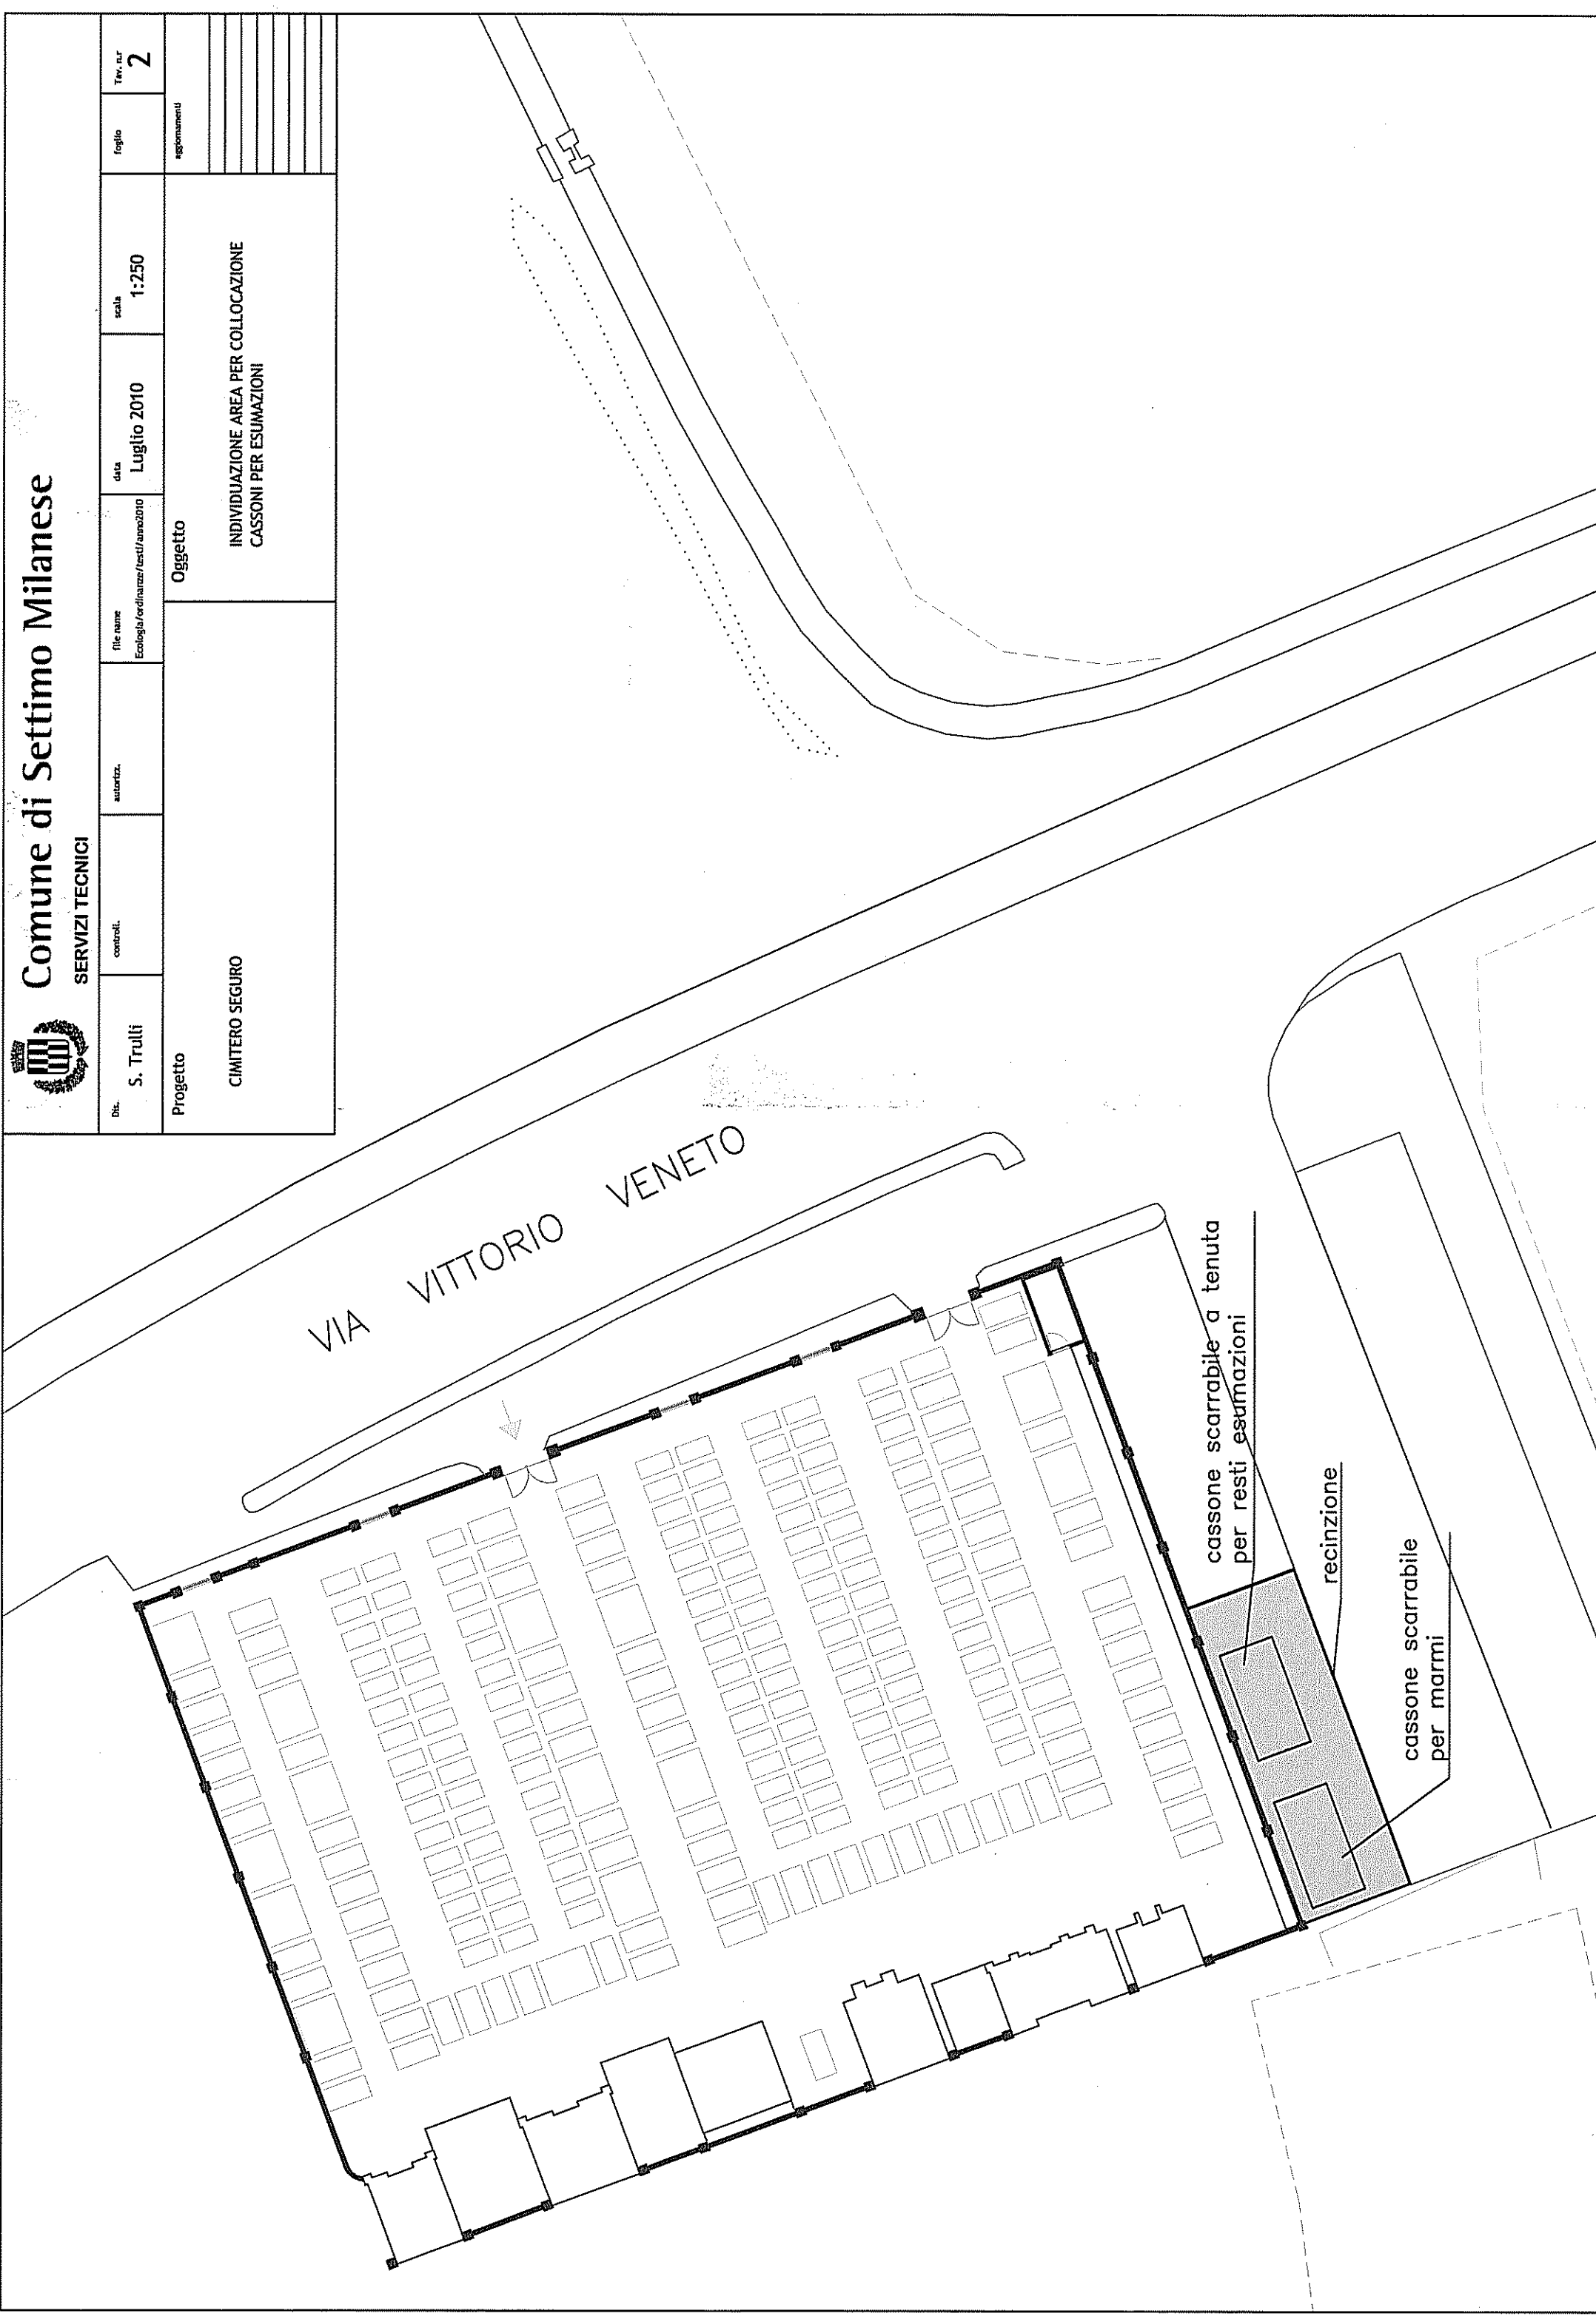 Comune di Settimo Milanese
SERVIZI TECNICI
Dis.
S. Trulli
controll.
autorizz.
file name
Ecologia/ordinanze/testi/anno2010
data
Luglio 2010
scala
1:250
foglio
Tav. n.r
2
Progetto
CIMITERO SEGURO
Oggetto
INDIVIDUAZIONE AREA PER COLLOCAZIONE
CASSONI PER ESUMAZIONI
aggiornamenti
VIA VITTORIO VENETO
cassone scarrabile a tenuta
per resti esumazioni
recinzione
cassone scarrabile
per marmi